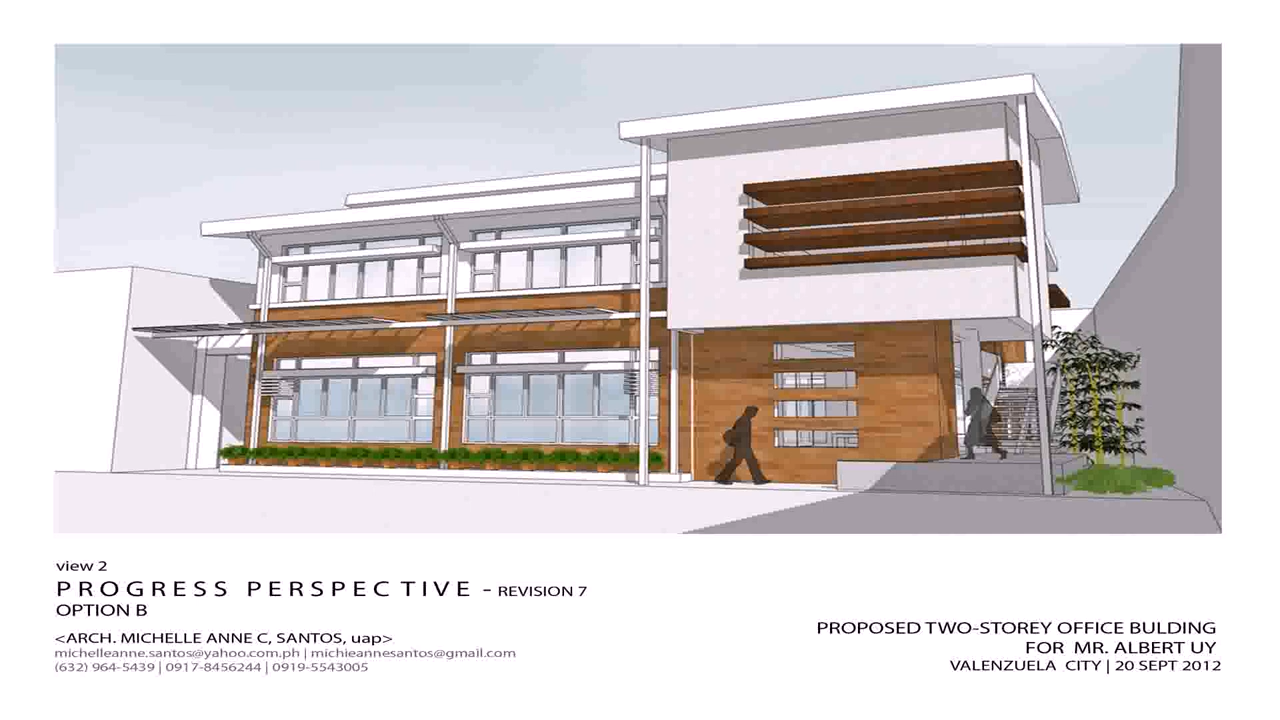 view 2
PROGRESS PERSPECTIVE - REVISION 7
OPTION B
<ARCH. MICHELLE ANNE C, SANTOS, uap>
michelleanne.santos@yahoo.com.ph | michieannesantos@gmail.com
(632) 964-5439 | 0917-8456244 | 0919-5543005
PROPOSED TWO-STOREY OFFICE BULDING
FOR MR. ALBERT UY
VALENZUELA CITY | 20 SEPT 2012